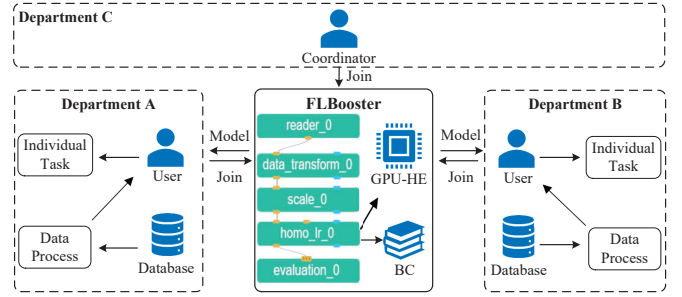 Department C
Coordinator
Join
Department A
Individual
Task
User
Data
Process
Database
Model
Join
FLBooster
reader_0
data_transform_0
scale_0
homo_lr_0
evaluation_0
GPU-HE
BC
Model
Join
Department B
User
Individual
Task
Database
Data
Process